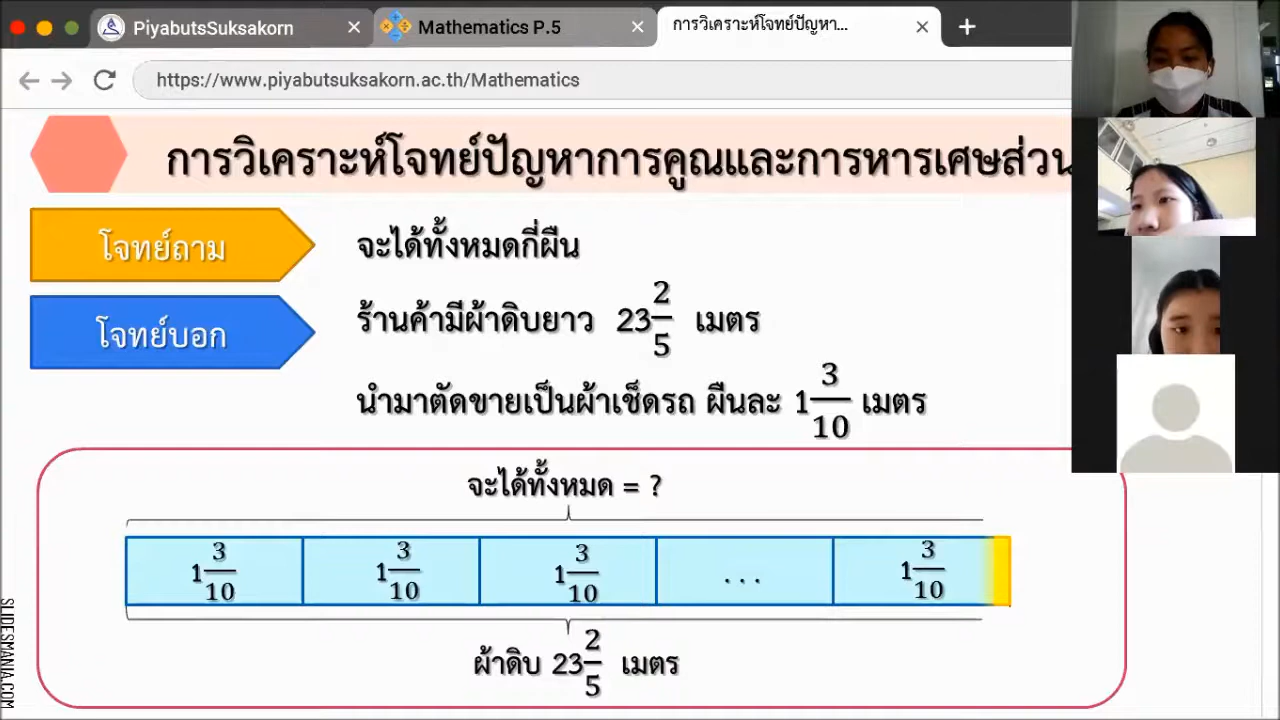 PiyabutsSuksakorn
Mathematics P.5
การวิเคราะห์โจทย์ปัญหา...
https://www.piyabutsuksakorn.ac.th/Mathematics
การวิเคราะห์โจทย์ปัญหาการคูณและการหารเศษส่วน
โจทย์ถาม
จะได้ทั้งหมดกี่ผืน
โจทย์บอก
ร้านค้ามีผ้าดิบยาว 23 2/5 เมตร
นำมาตัดขายเป็นผ้าเช็ดรถ ผืนละ 1 3/10 เมตร
จะได้ทั้งหมด = ?
1 3/10 1 3/10 1 3/10 ... 1 3/10
ผ้าดิบ 23 2/5 เมตร
SLIDESMANIA.COM